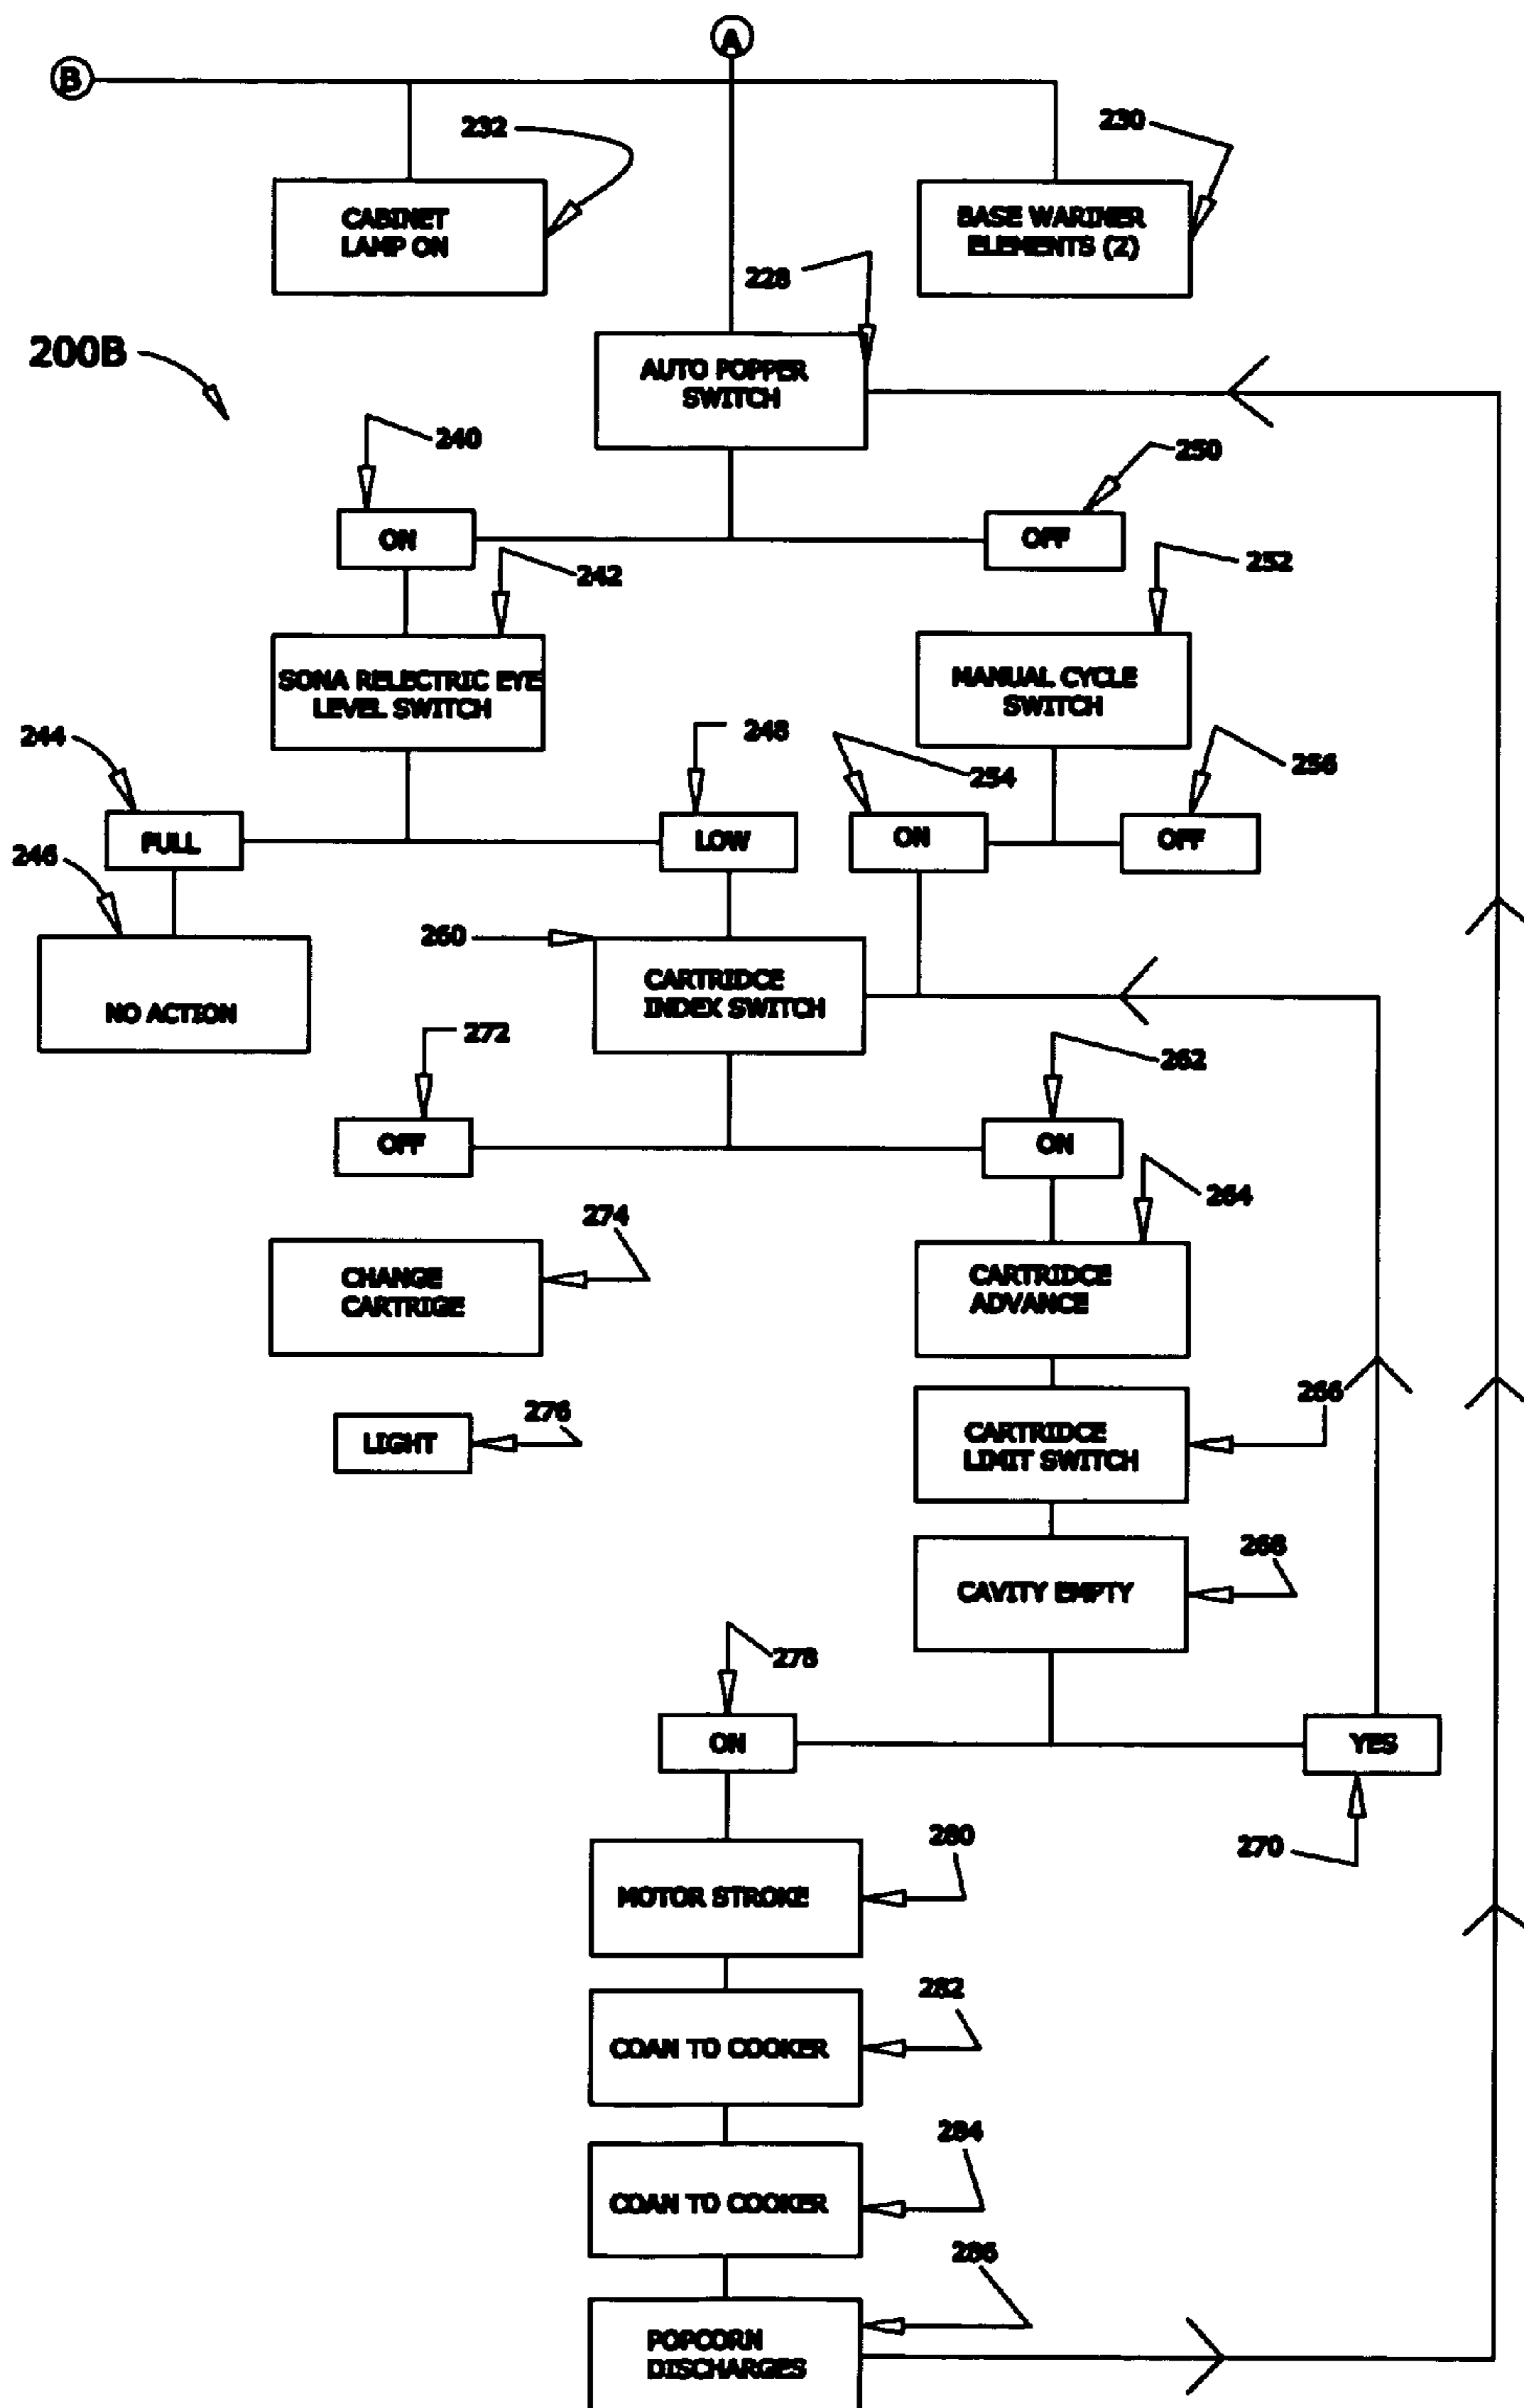 A
B
232
230
CABINET
LAMP ON
BASE WARINER
ELEMENTS (2)
228
200B
AUTO POPPER
SWITCH
240
250
ON
OFF
242
252
SONA RELECTRIC EYE
LEVEL SWITCH
MANUAL CYCLE
SWITCH
244
248
254
256
FULL
LOW
ON
OFF
246
260
NO ACTION
CARTRIDCE
INDEX SWITCH
272
262
OFF
ON
264
274
CHANGE
CARTRIGE
CARTRIDCE
ADVANCE
266
276
LIGHT
CARTRIDCE
LIMIT SWITCH
268
CAVITY EMPTY
278
ON
YES
270
280
MOTOR STROKE
282
COAN TO COOKER
284
COAN TO COOKER
286
POPCORN
DISCHARGES